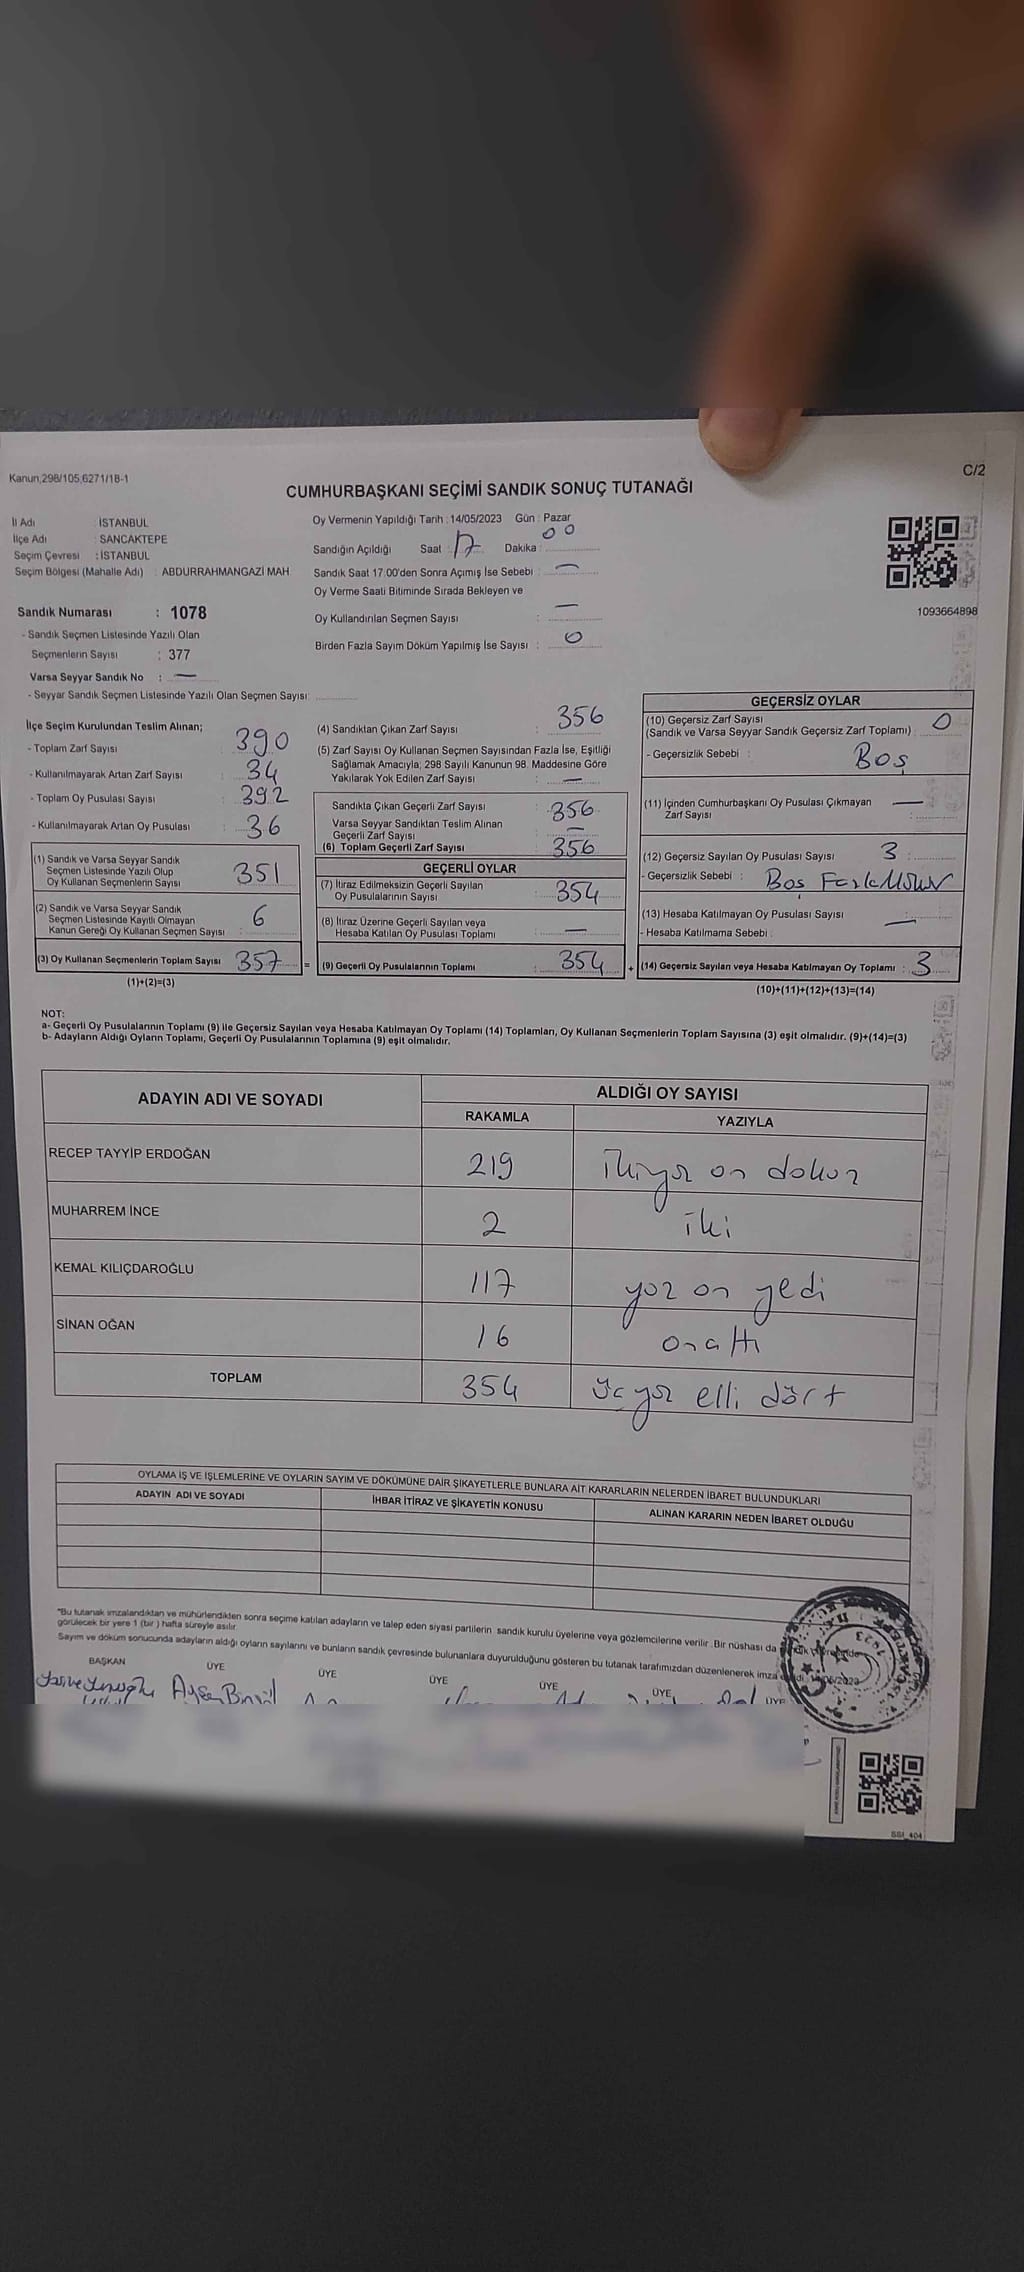 Kanun,298/105,6271/18-1
C/2
CUMHURBAŞKANI SEÇİMİ SANDIK SONUÇ TUTANAĞI
İl Adı : İSTANBUL
İlçe Adı : SANCAKTEPE
Seçim Çevresi : İSTANBUL
Seçim Bölgesi (Mahalle Adı) : ABDURRAHMANGAZİ MAH
Sandık Numarası : 1078
- Sandık Seçmen Listesinde Yazılı Olan
Seçmenlerin Sayısı : 377
Varsa Seyyar Sandık No : —
- Seyyar Sandık Seçmen Listesinde Yazılı Olan Seçmen Sayısı:
Oy Vermenin Yapıldığı Tarih : 14/05/2023 Gün : Pazar
Sandığın Açıldığı Saat : 17 Dakika : 00
Sandık Saat 17:00'den Sonra Açımış İse Sebebi : —
Oy Verme Saati Bitiminde Sırada Bekleyen ve
Oy Kullandırılan Seçmen Sayısı : —
Birden Fazla Sayım Döküm Yapılmış İse Sayısı : 0
1093664898
İlçe Seçim Kurulundan Teslim Alınan;
- Toplam Zarf Sayısı : 390
- Kullanılmayarak Artan Zarf Sayısı : 34
- Toplam Oy Pusulası Sayısı : 392
- Kullanılmayarak Artan Oy Pusulası : 36
(1) Sandık ve Varsa Seyyar Sandık
Seçmen Listesinde Yazılı Olup
Oy Kullanan Seçmenlerin Sayısı : 351
(2) Sandık ve Varsa Seyyar Sandık
Seçmen Listesinde Kayıtlı Olmayan
Kanun Gereği Oy Kullanan Seçmen Sayısı : 6
(3) Oy Kullanan Seçmenlerin Toplam Sayısı : 357 =
(1)+(2)=(3)
(4) Sandıktan Çıkan Zarf Sayısı : 356
(5) Zarf Sayısı Oy Kullanan Seçmen Sayısından Fazla İse, Eşitliği
Sağlamak Amacıyla; 298 Sayılı Kanunun 98. Maddesine Göre
Yakılarak Yok Edilen Zarf Sayısı : —
Sandıkta Çıkan Geçerli Zarf Sayısı : 356
Varsa Seyyar Sandıktan Teslim Alınan
Geçerli Zarf Sayısı : —
(6) Toplam Geçerli Zarf Sayısı : 356
GEÇERLİ OYLAR
(7) İtiraz Edilmeksizin Geçerli Sayılan
Oy Pusulalarının Sayısı : 354
(8) İtiraz Üzerine Geçerli Sayılan veya
Hesaba Katılan Oy Pusulası Toplamı : —
(9) Geçerli Oy Pusulalarının Toplamı : 354 +
GEÇERSİZ OYLAR
(10) Geçersiz Zarf Sayısı
(Sandık ve Varsa Seyyar Sandık Geçersiz Zarf Toplamı) : 0
- Geçersizlik Sebebi : Boş
(11) İçinden Cumhurbaşkanı Oy Pusulası Çıkmayan
Zarf Sayısı : —
(12) Geçersiz Sayılan Oy Pusulası Sayısı : 3
- Geçersizlik Sebebi : Boş
(13) Hesaba Katılmayan Oy Pusulası Sayısı : —
- Hesaba Katılmama Sebebi :
(14) Geçersiz Sayılan veya Hesaba Katılmayan Oy Toplamı : 3
(10)+(11)+(12)+(13)=(14)
NOT:
a- Geçerli Oy Pusulalarının Toplamı (9) ile Geçersiz Sayılan veya Hesaba Katılmayan Oy Toplamı (14) Toplamları, Oy Kullanan Seçmenlerin Toplam Sayısına (3) eşit olmalıdır. (9)+(14)=(3)
b- Adayların Aldığı Oyların Toplamı, Geçerli Oy Pusulalarının Toplamına (9) eşit olmalıdır.
ADAYIN ADI VE SOYADI
ALDIĞI OY SAYISI
RAKAMLA YAZIYLA
RECEP TAYYİP ERDOĞAN 219 ikiyüz on dokuz
MUHARREM İNCE 2 iki
KEMAL KILIÇDAROĞLU 117 yüz on yedi
SİNAN OĞAN 16 onaltı
TOPLAM 354 üçyüz elli dört
OYLAMA İŞ VE İŞLEMLERİNE VE OYLARIN SAYIM VE DÖKÜMÜNE DAİR ŞİKAYETLERLE BUNLARA AİT KARARLARIN NELERDEN İBARET BULUNDUKLARI
ADAYIN ADI VE SOYADI İHBAR İTİRAZ VE ŞİKAYETİN KONUSU ALINAN KARARIN NEDEN İBARET OLDUĞU
*Bu tutanak imzalandıktan ve mühürlendikten sonra seçime katılan adayların ve talep eden siyasi partilerin sandık kurulu üyelerine veya gözlemcilerine verilir. Bir nüshası da
görülecek bir yere 1 (bir) hafta süreyle asılır
Sayım ve döküm sonucunda adayların aldığı oyların sayılarını ve bunların sandık çevresinde bulunanlara duyurulduğunu gösteren bu tutanak tarafımızdan düzenlenerek imza
BAŞKAN ÜYE ÜYE ÜYE ÜYE ÜYE ÜYE
SSI_404